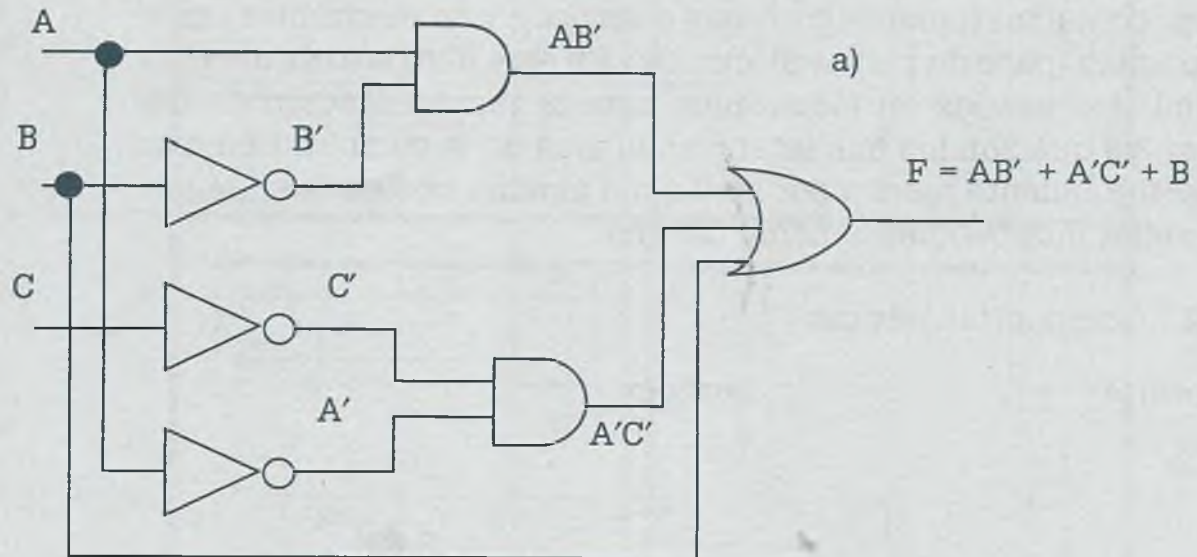 A
AB′
a)
B
B′
F = AB′ + A′C′ + B
C
C′
A′
A′C′